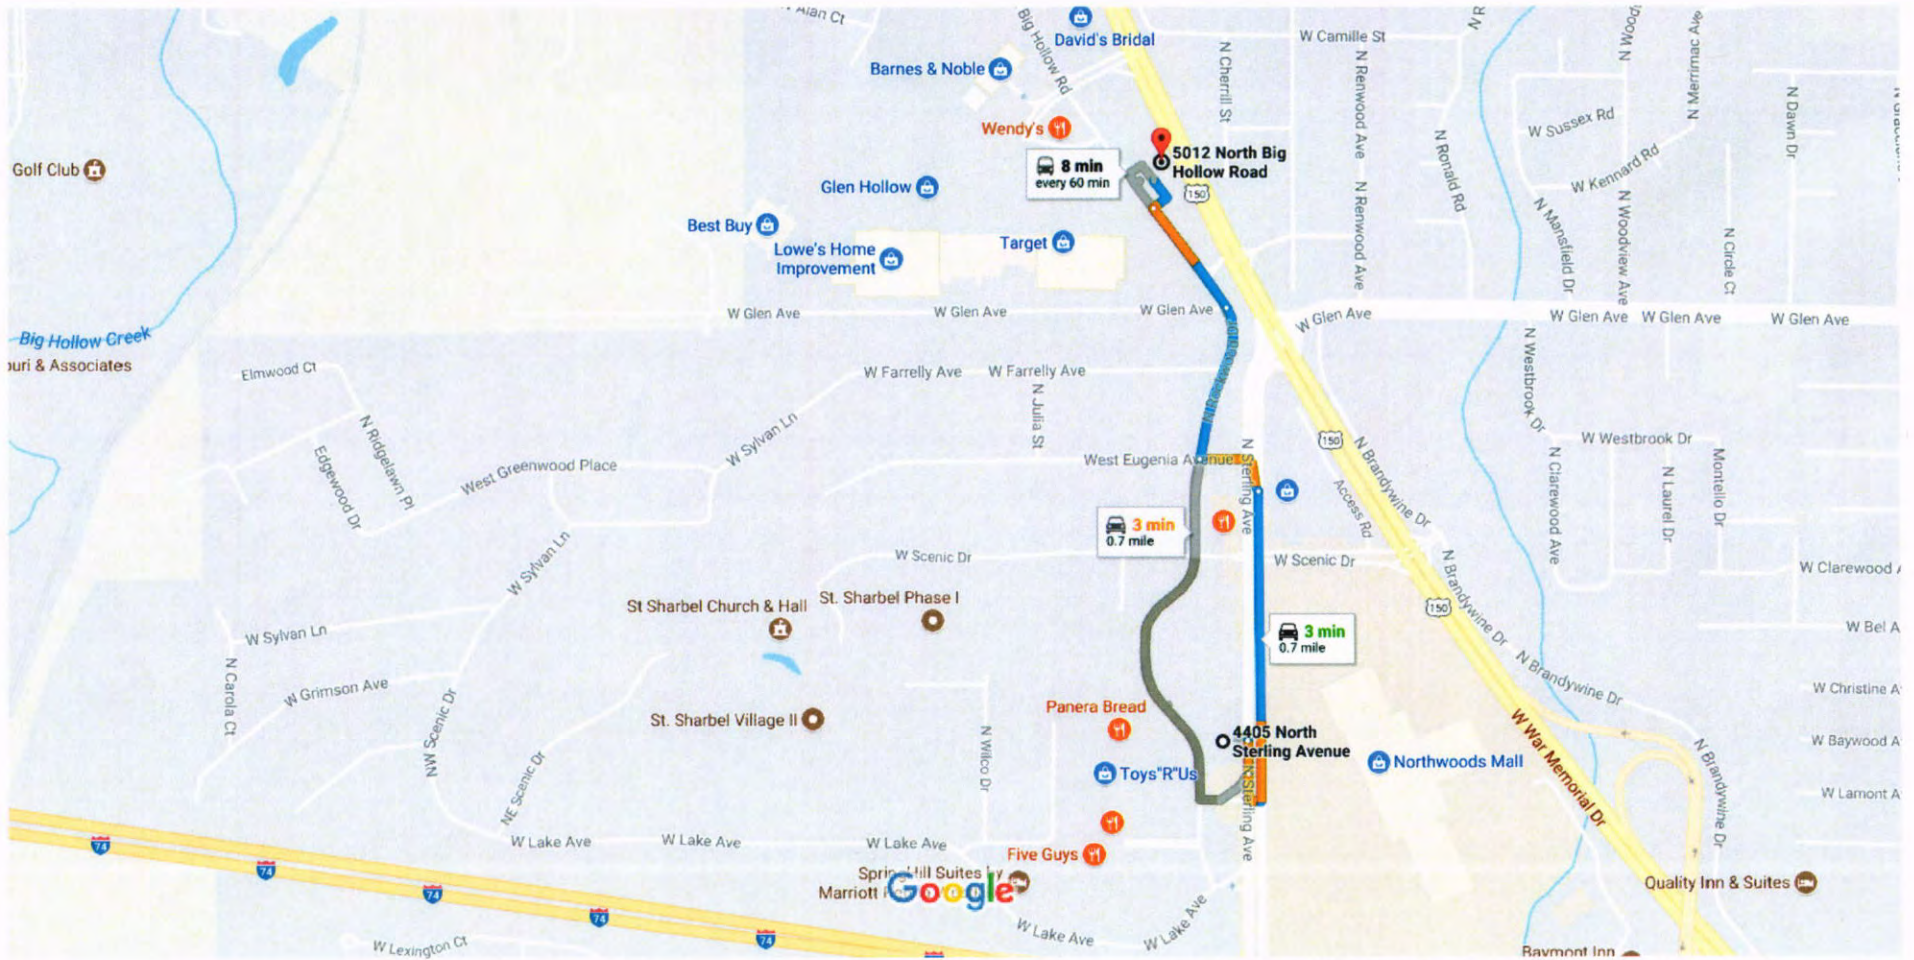 W Alan Ct
Big Hollow Rd
David's Bridal
Barnes & Noble
N Cherrill St
W Camille St
N Renwood Ave
N Merrimac Ave
Wendy's
W Sussex Rd
N Dawn Dr
N Ronald Rd
W Kennard Rd
Golf Club
8 min
every 60 min
5012 North Big
Hollow Road
150
Glen Hollow
N Renwood Ave
N Mansfield Dr
N Woodview Ave
N Circle Ct
Best Buy
Lowe's Home
Improvement
Target
W Glen Ave
W Glen Ave
W Glen Ave
W Glen Ave
W Glen Ave
W Glen Ave
W Glen Ave
Big Hollow Creek
ouri & Associates
Elmwood Ct
W Farrelly Ave
W Farrelly Ave
N Julia St
N Westbrook Dr
N Ridgelawn Pl
Edgewood Dr
West Greenwood Place
W Sylvan Ln
West Eugenia Avenue
N Sterling Ave
150
N Brandywine Dr
Access Rd
W Westbrook Dr
N Clarewood Ave
N Laurel Dr
Montello Dr
3 min
0.7 mile
W Scenic Dr
W Scenic Dr
W Sylvan Ln
N Brandywine Dr
W Clarewood
150
St Sharbel Church & Hall
St. Sharbel Phase I
W Sylvan Ln
3 min
0.7 mile
W Bel A
N Carola Ct
W Grimson Ave
NW Scenic Dr
N Brandywine Dr
W Christine A
St. Sharbel Village II
Panera Bread
N Wilco Dr
4405 North
Sterling Avenue
W War Memorial Dr
W Baywood A
Toys"R"Us
Northwoods Mall
N Brandywine Dr
NE Scenic Dr
N Sterling Ave
W Lamont A
74
74
74
74
74
74
W Lake Ave
W Lake Ave
W Lake Ave
Five Guys
SpringHill Suites by
Marriott
Google
Quality Inn & Suites
W Lake Ave
W Lake Ave
W Lexington Ct
Baymont Inn